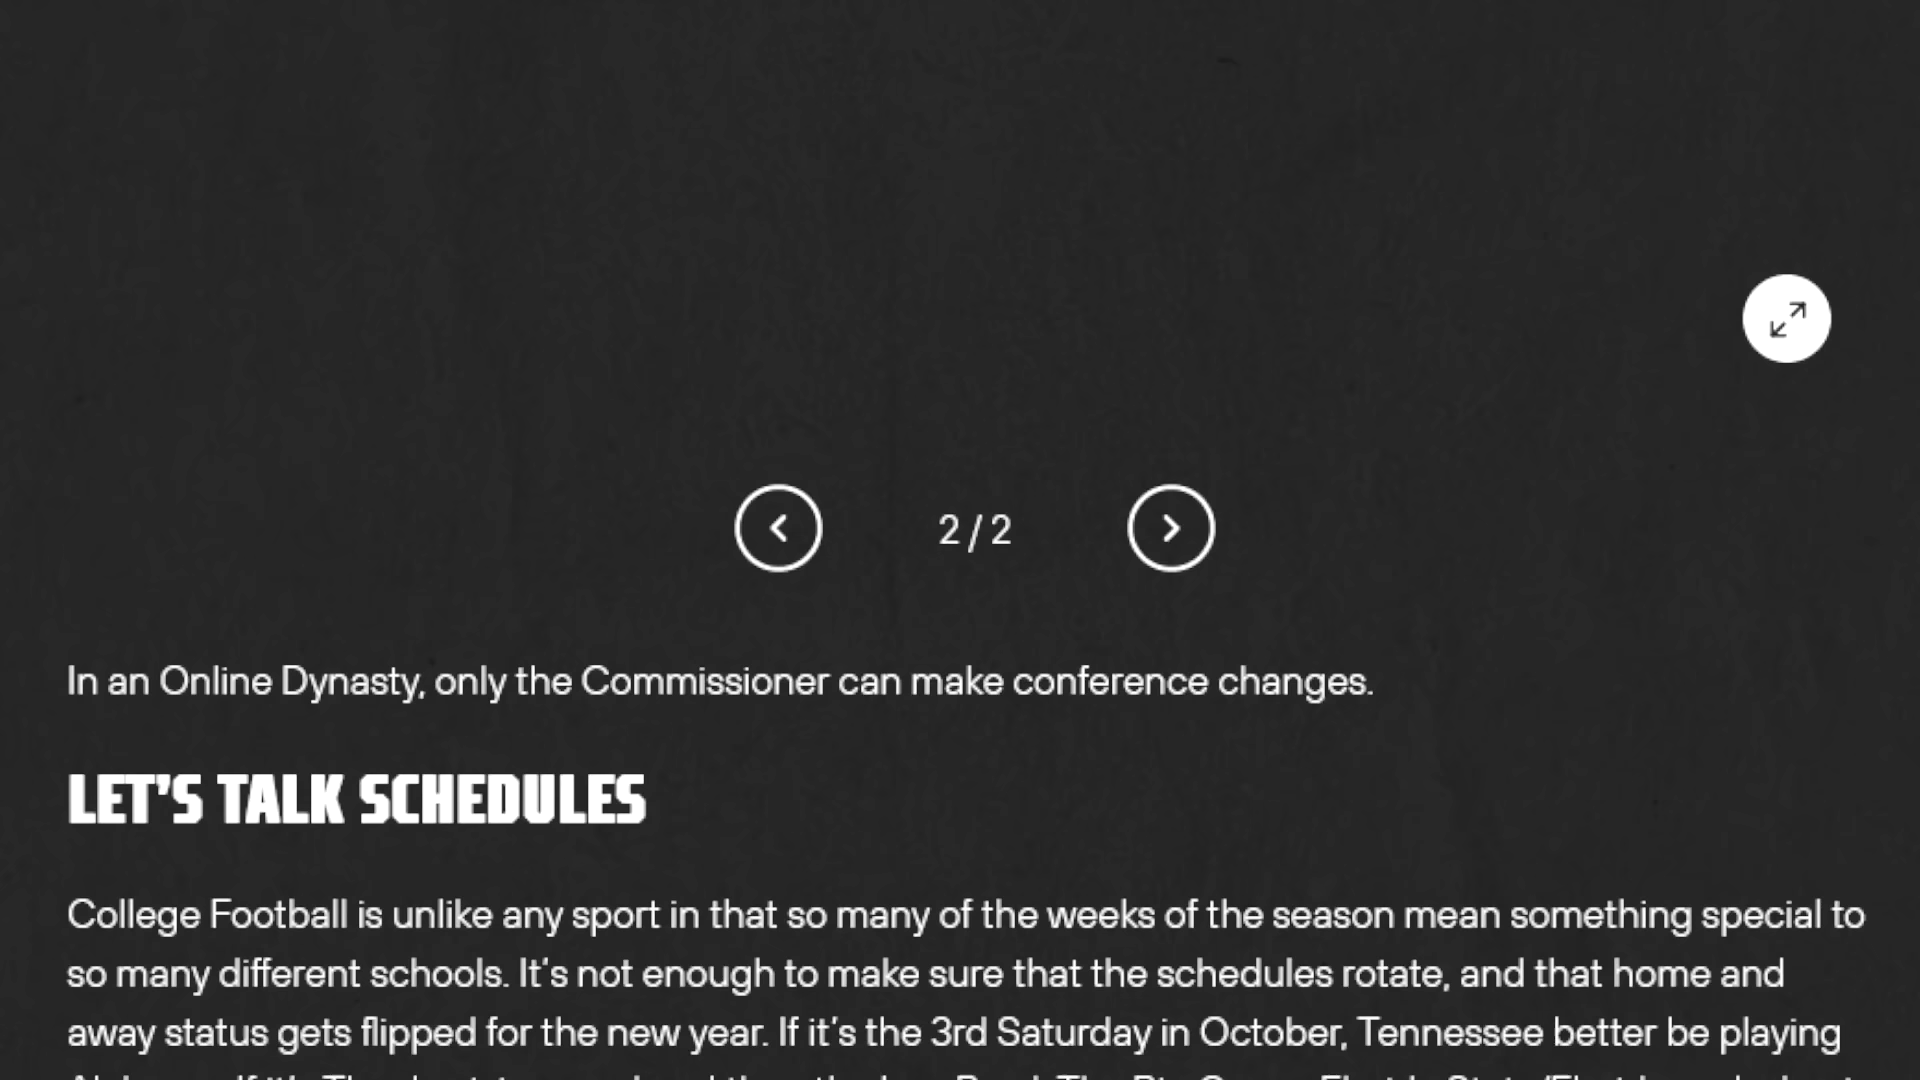 2 / 2
In an Online Dynasty, only the Commissioner can make conference changes.
LET'S TALK SCHEDULES
College Football is unlike any sport in that so many of the weeks of the season mean something special to
so many different schools. It's not enough to make sure that the schedules rotate, and that home and
away status gets flipped for the new year. If it's the 3rd Saturday in October, Tennessee better be playing